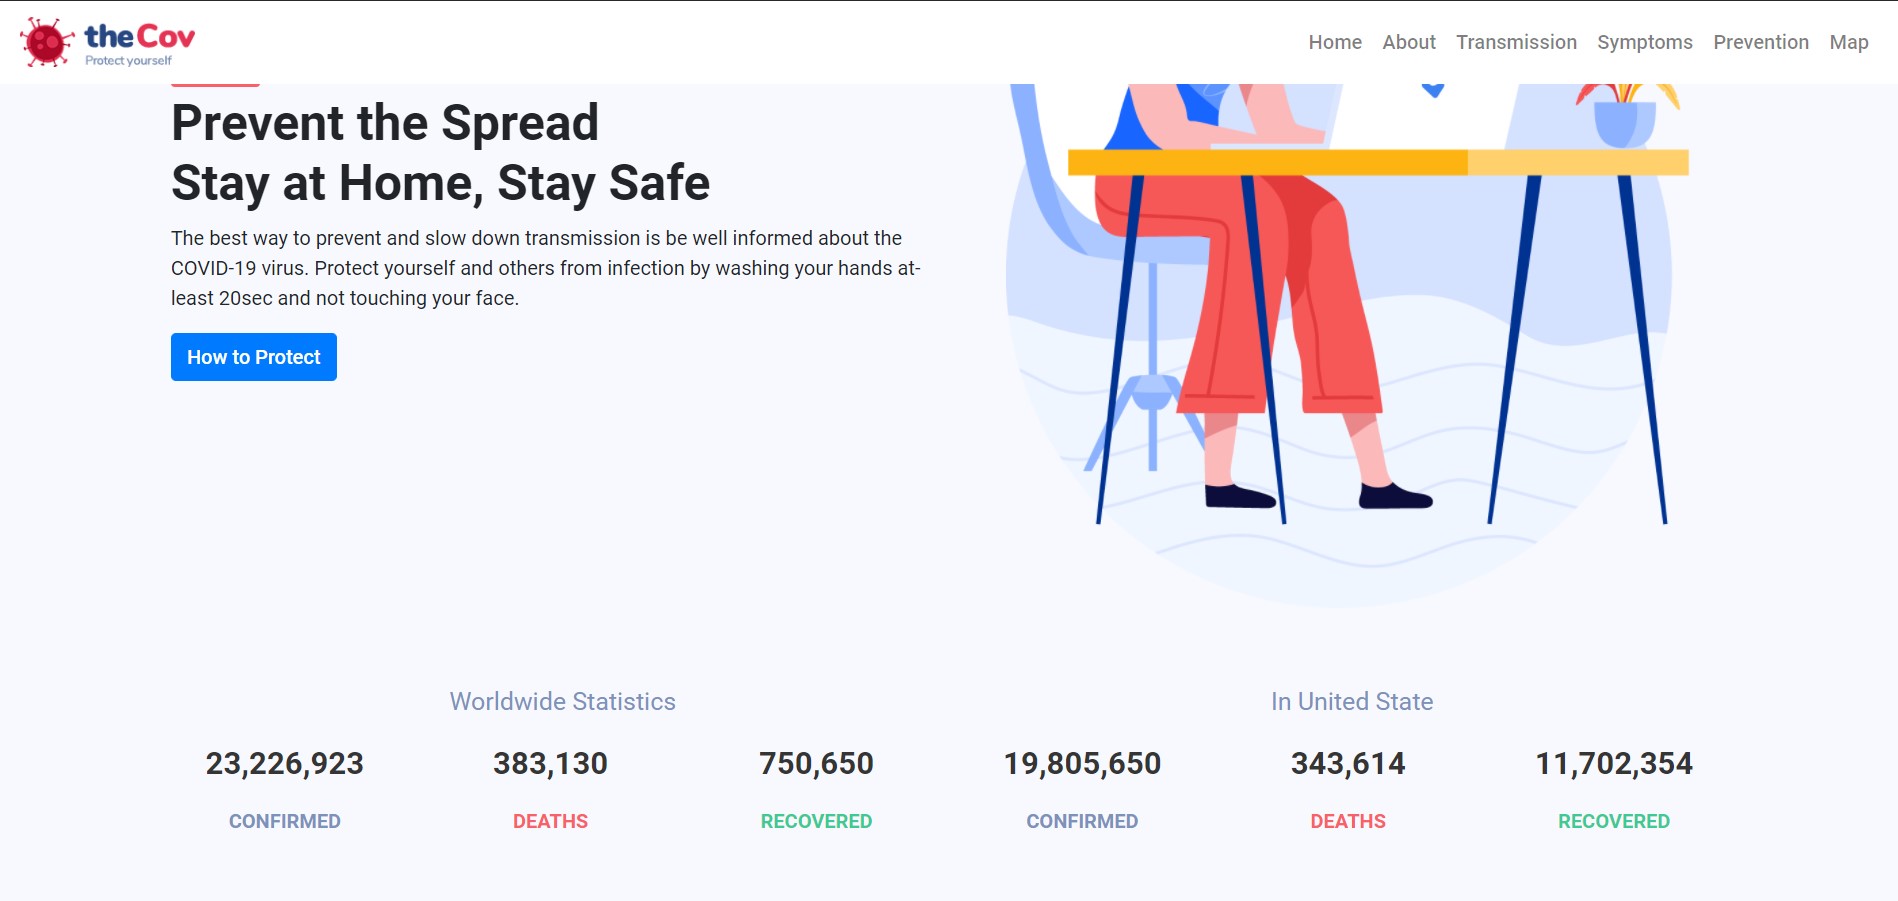 theCov
Protect yourself
Home About Transmission Symptoms Prevention Map
Prevent the Spread
Stay at Home, Stay Safe
The best way to prevent and slow down transmission is be well informed about the
COVID-19 virus. Protect yourself and others from infection by washing your hands at-
least 20sec and not touching your face.
How to Protect
Worldwide Statistics
23,226,923 383,130 750,650
CONFIRMED DEATHS RECOVERED
In United State
19,805,650 343,614 11,702,354
CONFIRMED DEATHS RECOVERED